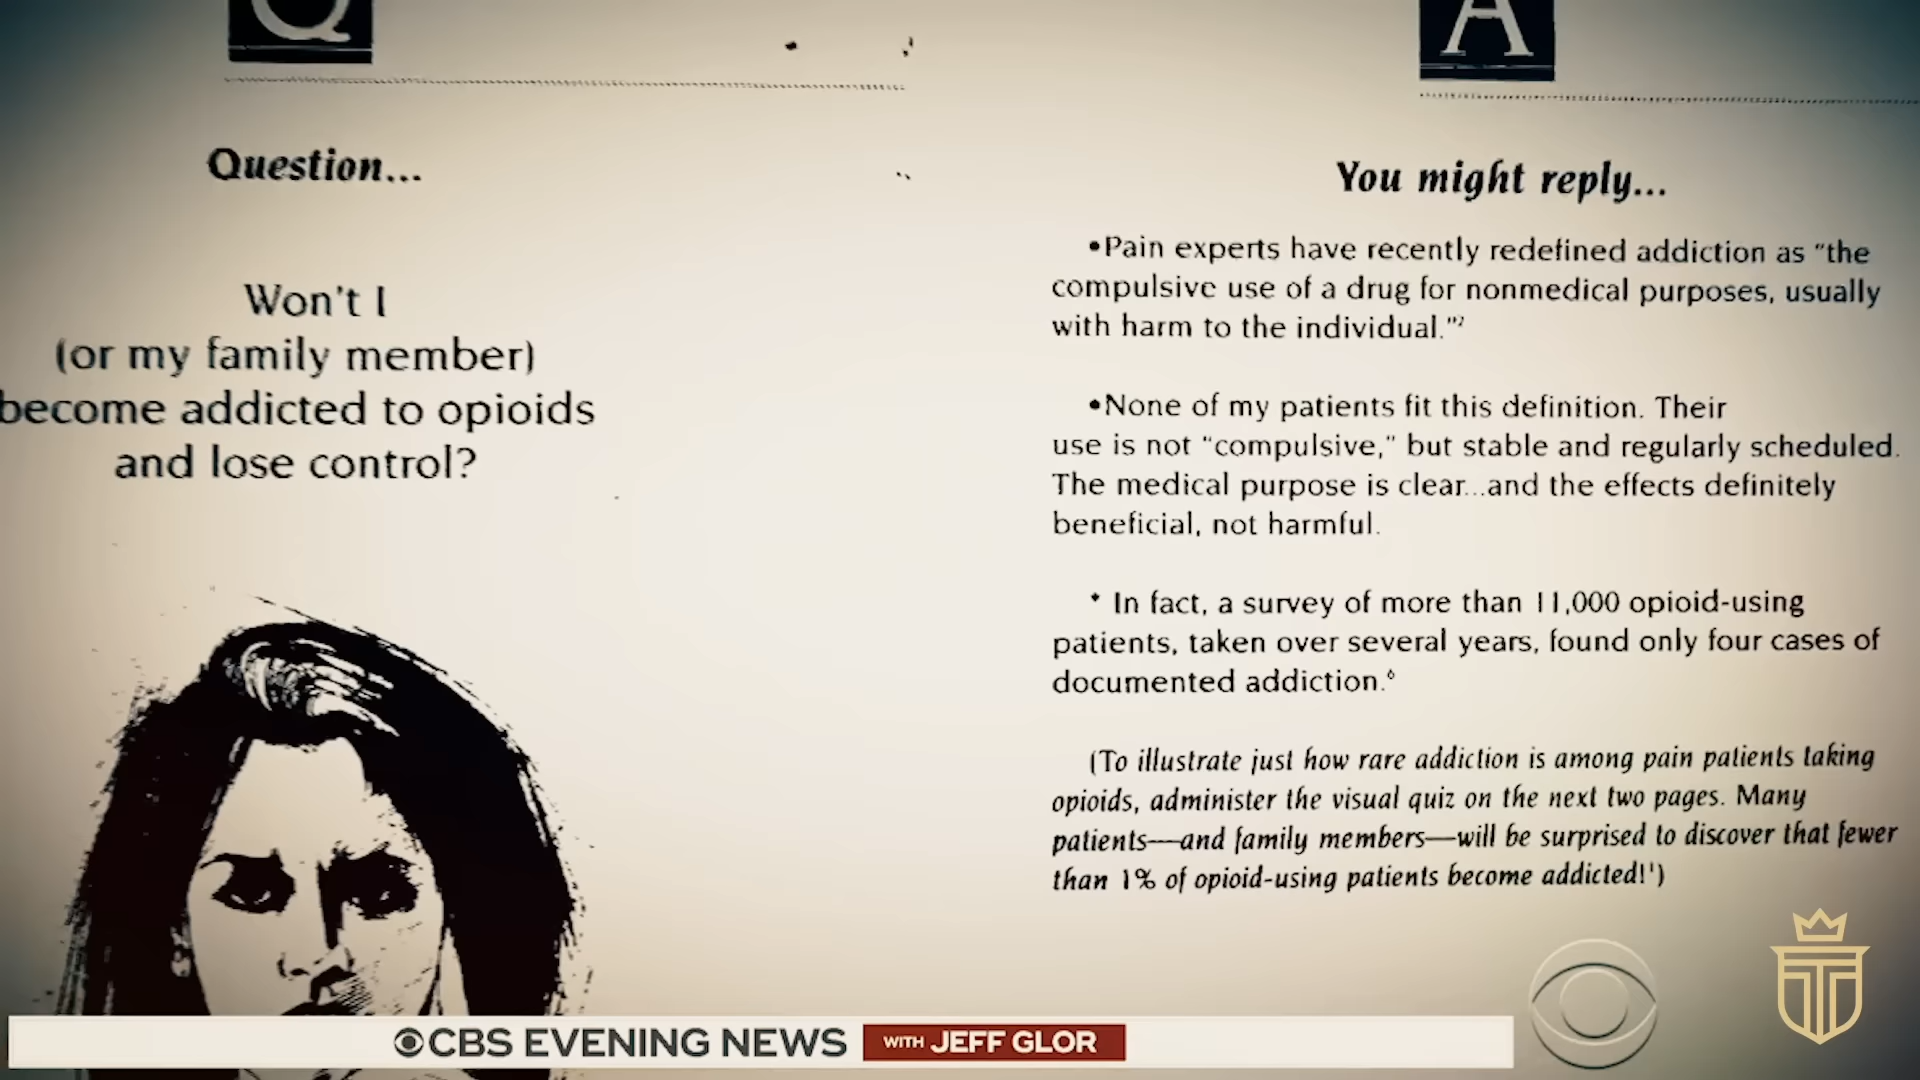 Q
A
Question...
Won't I
(or my family member)
become addicted to opioids
and lose control?
You might reply...
•Pain experts have recently redefined addiction as "the
compulsive use of a drug for nonmedical purposes, usually
with harm to the individual."²
•None of my patients fit this definition. Their
use is not "compulsive," but stable and regularly scheduled.
The medical purpose is clear...and the effects definitely
beneficial, not harmful.
* In fact, a survey of more than 11,000 opioid-using
patients, taken over several years, found only four cases of
documented addiction.⁶
(To illustrate just how rare addiction is among pain patients taking
opioids, administer the visual quiz on the next two pages. Many
patients—and family members—will be surprised to discover that fewer
than 1% of opioid-using patients become addicted!¹)
CBS EVENING NEWS WITH JEFF GLOR